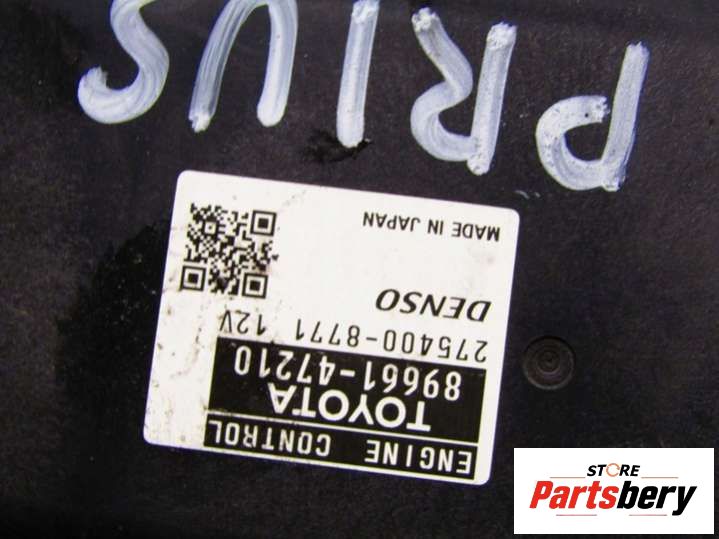 PRIUS
ENGINE CONTROL
TOYOTA
89661-47210
275400-8771 12V
DENSO
MADE IN JAPAN
STORE
Partsbery